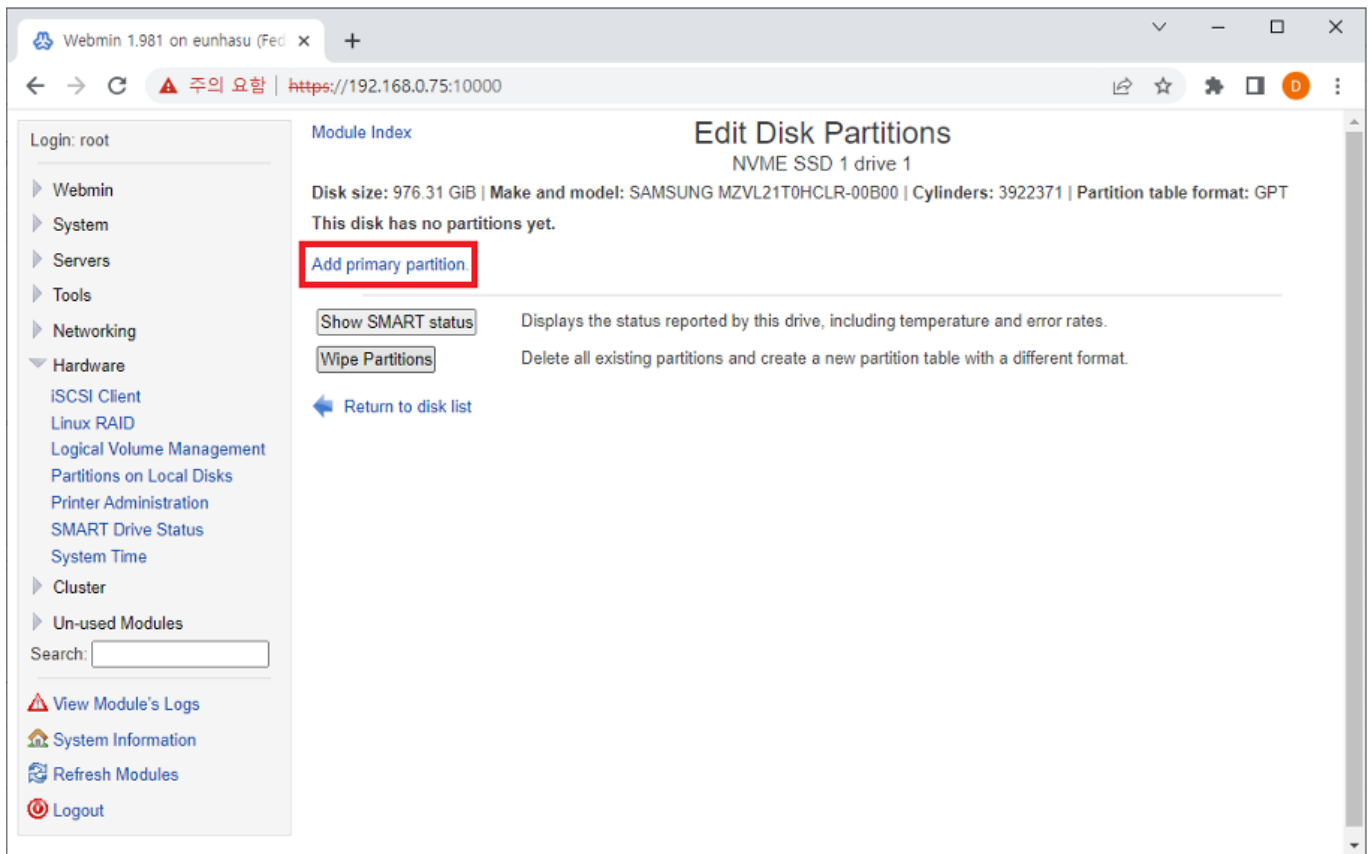 Webmin 1.981 on eunhasu (Fed
주의 요함 https://192.168.0.75:10000
D
Login: root
Webmin
System
Servers
Tools
Networking
Hardware
iSCSI Client
Linux RAID
Logical Volume Management
Partitions on Local Disks
Printer Administration
SMART Drive Status
System Time
Cluster
Un-used Modules
Search:
View Module's Logs
System Information
Refresh Modules
Logout
Module Index
Edit Disk Partitions
NVME SSD 1 drive 1
Disk size: 976.31 GiB | Make and model: SAMSUNG MZVL21T0HCLR-00B00 | Cylinders: 3922371 | Partition table format: GPT
This disk has no partitions yet.
Add primary partition.
Show SMART status Displays the status reported by this drive, including temperature and error rates.
Wipe Partitions Delete all existing partitions and create a new partition table with a different format.
Return to disk list